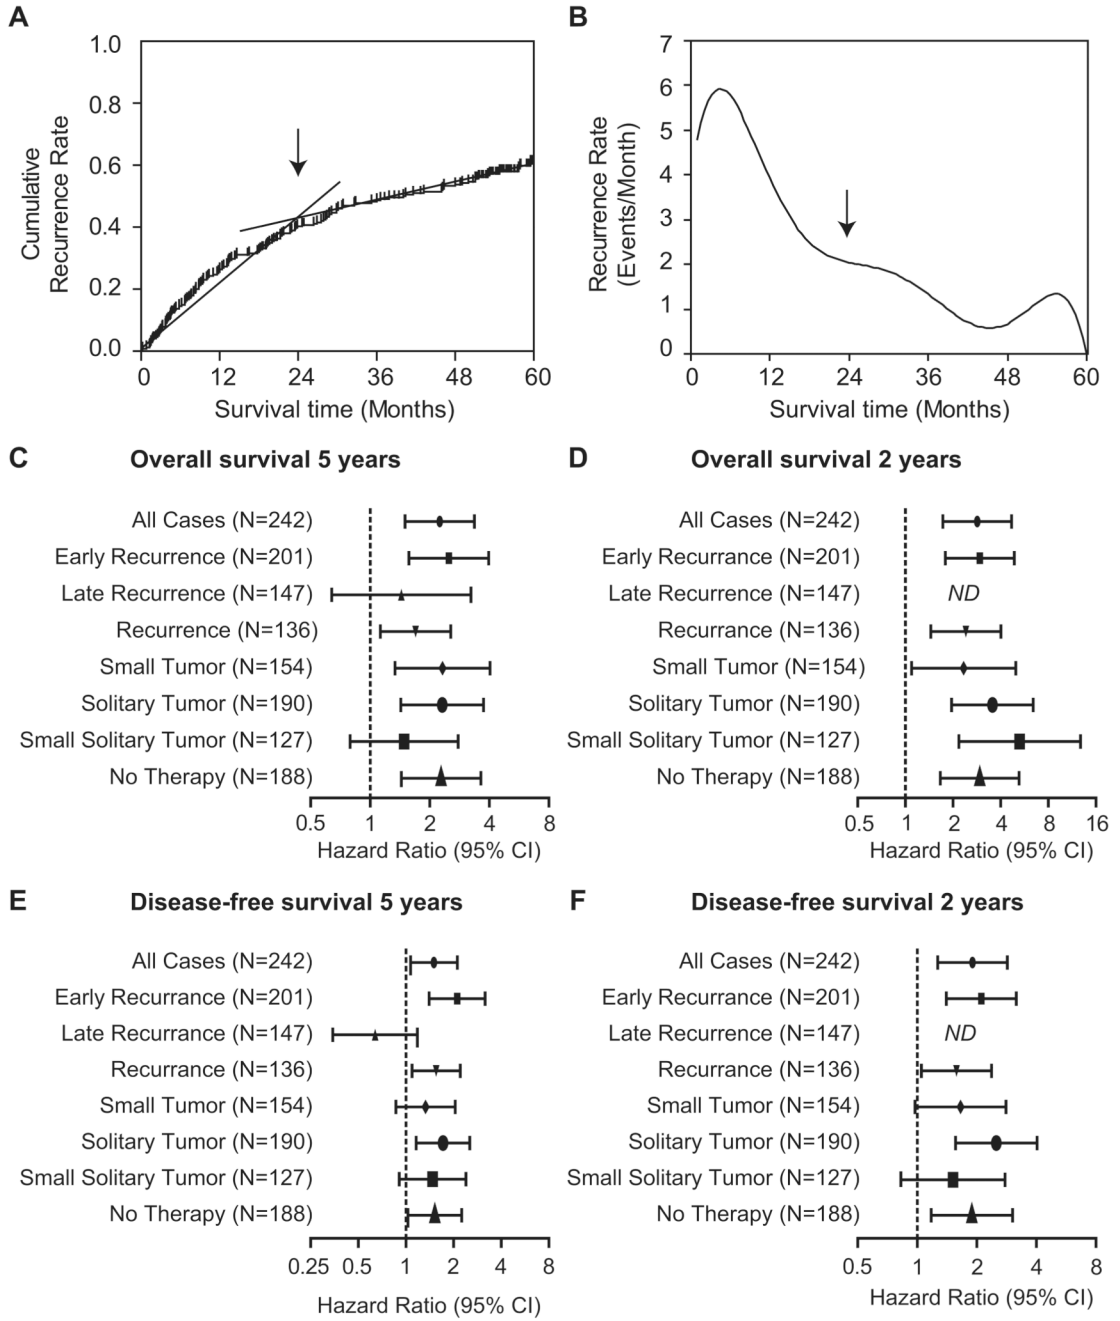 A
1.0
0.8
0.6
0.4
0.2
0.0
Cumulative
Recurrence Rate
0 12 24 36 48 60
Survival time (Months)
B
7
6
5
4
3
2
1
0
Recurrence Rate
(Events/Month)
0 12 24 36 48 60
Survival time (Months)
C Overall survival 5 years
All Cases (N=242)
Early Recurrence (N=201)
Late Recurrence (N=147)
Recurrence (N=136)
Small Tumor (N=154)
Solitary Tumor (N=190)
Small Solitary Tumor (N=127)
No Therapy (N=188)
0.5 1 2 4 8
Hazard Ratio (95% CI)
D Overall survival 2 years
All Cases (N=242)
Early Recurrance (N=201)
Late Recurrence (N=147) ND
Recurrance (N=136)
Small Tumor (N=154)
Solitary Tumor (N=190)
Small Solitary Tumor (N=127)
No Therapy (N=188)
0.5 1 2 4 8 16
Hazard Ratio (95% CI)
E Disease-free survival 5 years
All Cases (N=242)
Early Recurrance (N=201)
Late Recurrance (N=147)
Recurrance (N=136)
Small Tumor (N=154)
Solitary Tumor (N=190)
Small Solitary Tumor (N=127)
No Therapy (N=188)
0.25 0.5 1 2 4 8
Hazard Ratio (95% CI)
F Disease-free survival 2 years
All Cases (N=242)
Early Recurrance (N=201)
Late Recurrence (N=147) ND
Recurrance (N=136)
Small Tumor (N=154)
Solitary Tumor (N=190)
Small Solitary Tumor (N=127)
No Therapy (N=188)
0.5 1 2 4 8
Hazard Ratio (95% CI)